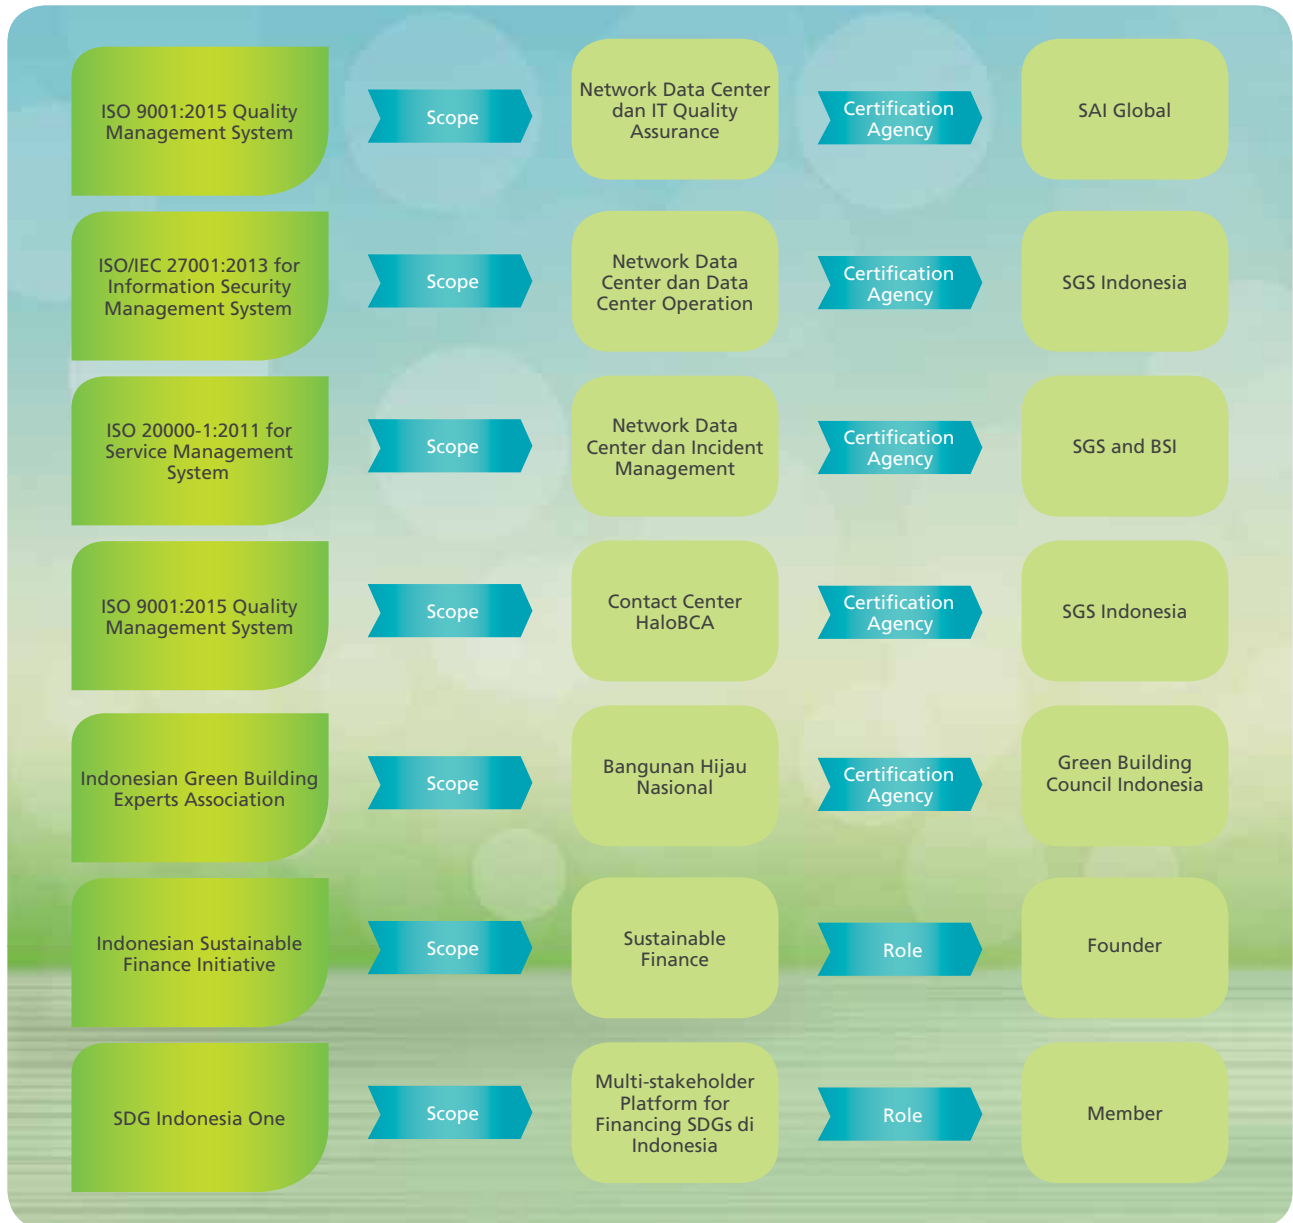 ISO 9001:2015 Quality
Management System
Scope
Network Data Center
dan IT Quality
Assurance
Certification
Agency
SAI Global
ISO/IEC 27001:2013 for
Information Security
Management System
Scope
Network Data
Center dan Data
Center Operation
Certification
Agency
SGS Indonesia
ISO 20000-1:2011 for
Service Management
System
Scope
Network Data
Center dan Incident
Management
Certification
Agency
SGS and BSI
ISO 9001:2015 Quality
Management System
Scope
Contact Center
HaloBCA
Certification
Agency
SGS Indonesia
Indonesian Green Building
Experts Association
Scope
Bangunan Hijau
Nasional
Certification
Agency
Green Building
Council Indonesia
Indonesian Sustainable
Finance Initiative
Scope
Sustainable
Finance
Role
Founder
SDG Indonesia One
Scope
Multi-stakeholder
Platform for
Financing SDGs di
Indonesia
Role
Member